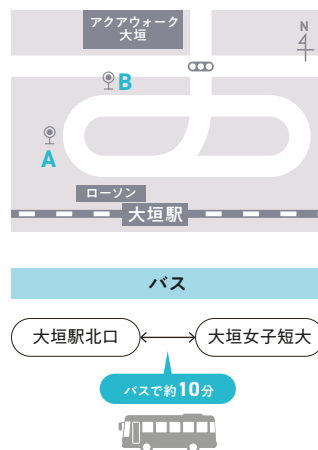 アクアウォーク
大垣
N
B
A
ローソン
大垣駅
バス
大垣駅北口
大垣女子短大
バスで約10分